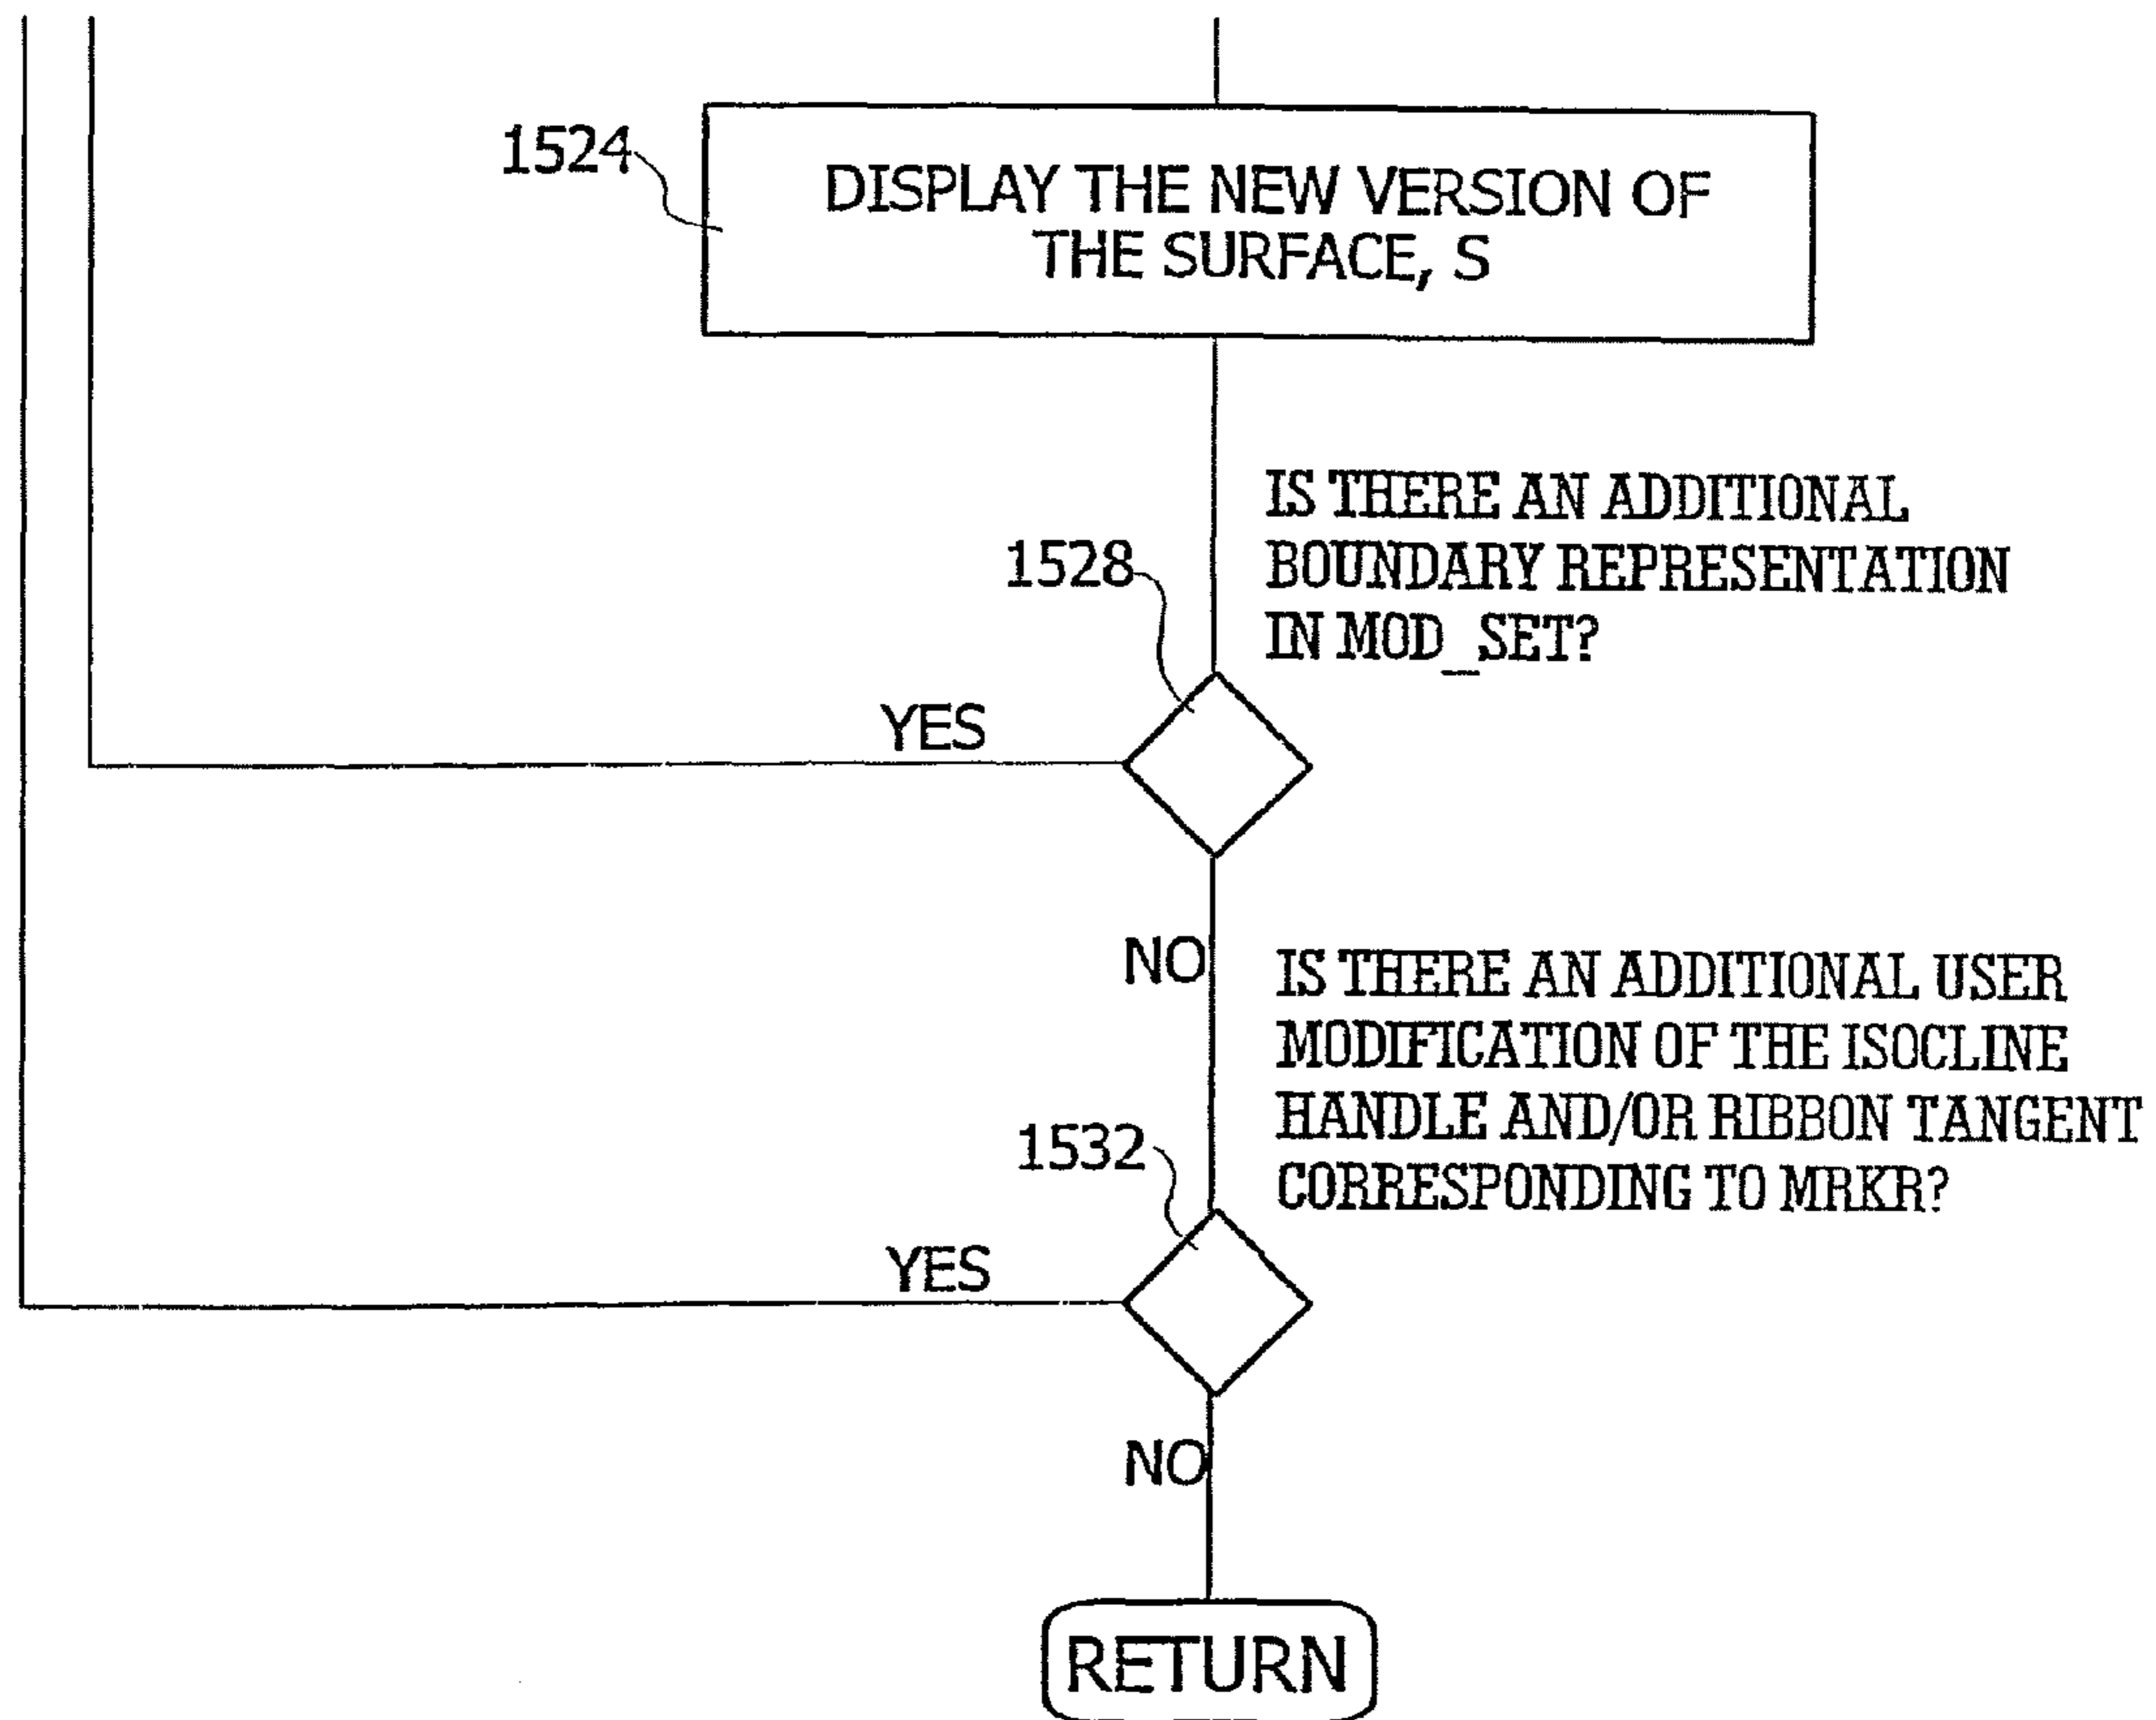 1524
DISPLAY THE NEW VERSION OF
THE SURFACE, S
IS THERE AN ADDITIONAL
BOUNDARY REPRESENTATION
IN MOD_SET?
1528
YES
NO
IS THERE AN ADDITIONAL USER
MODIFICATION OF THE ISOCLINE
HANDLE AND/OR RIBBON TANGENT
CORRESPONDING TO MRKR?
1532
YES
NO
RETURN